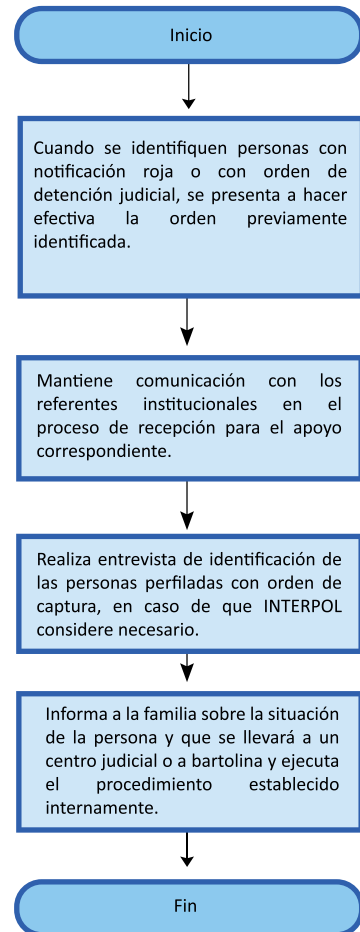 Inicio
Cuando se identifiquen personas con
notificación roja o con orden de
detención judicial, se presenta a hacer
efectiva la orden previamente
identificada.
Mantiene comunicación con los
referentes institucionales en el
proceso de recepción para el apoyo
correspondiente.
Realiza entrevista de identificación de
las personas perfiladas con orden de
captura, en caso de que INTERPOL
considere necesario.
Informa a la familia sobre la situación
de la persona y que se llevará a un
centro judicial o a bartolina y ejecuta
el procedimiento establecido
internamente.
Fin